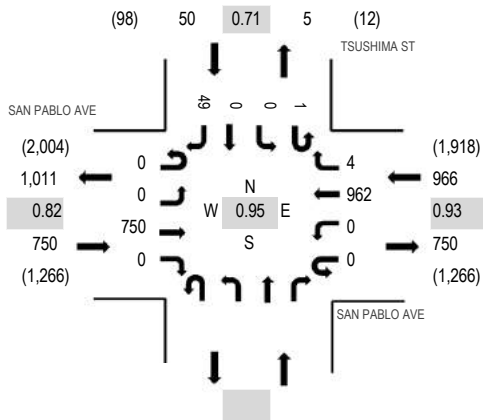 (98) 50 0.71 5 (12)
TSUSHIMA ST
SAN PABLO AVE
49 0 0 1
(2,004) (1,918)
0 4
1,011 966
0 962
N
0.82 W 0.95 E 0.93
750 0
S
750 750
0 0
(1,266) (1,266)
SAN PABLO AVE